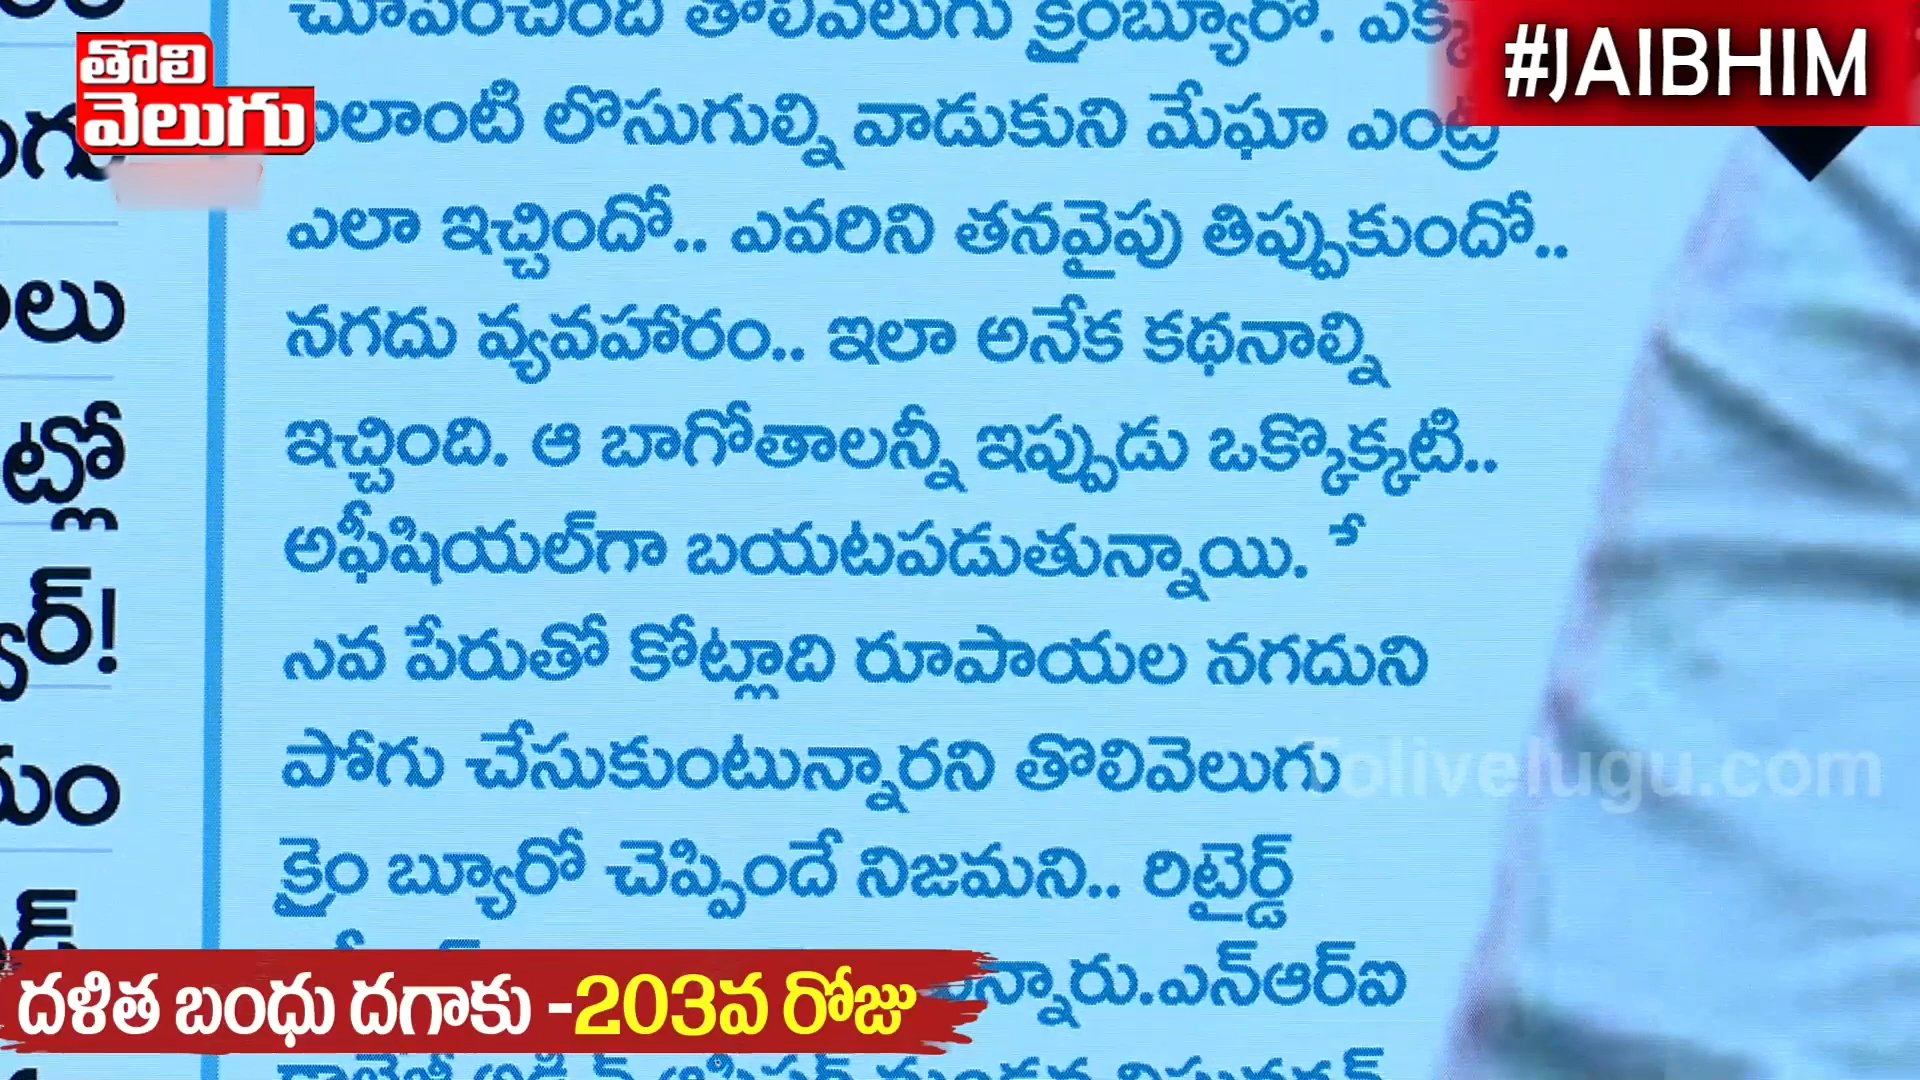 చూపించింది తొలివెలుగు క్రైంబ్యూరో.
#JAIBHIM
తొలి
వెలుగు
లొసుగుల్ని వాడుకుని మేఘా ఎంట్రీ
ఎలా ఇచ్చిందో.. ఎవరిని తనవైపు తిప్పుకుందో..
నగదు వ్యవహారం.. ఇలా అనేక కథనాల్ని
ఇచ్చింది. ఆ బాగోతాలన్నీ ఇప్పుడు ఒక్కొక్కటి..
అఫీషియల్‌గా బయటపడుతున్నాయి.
పేరుతో కోట్లాది రూపాయల నగదుని
పోగు చేసుకుంటున్నారని తొలివెలుగు
Tolivelugu.com
క్రైం బ్యూరో చెప్పిందే నిజమని.. రిటైర్డ్
ఎన్ఆర్ఐ
దళిత బంధు దగాకు -203వ రోజు